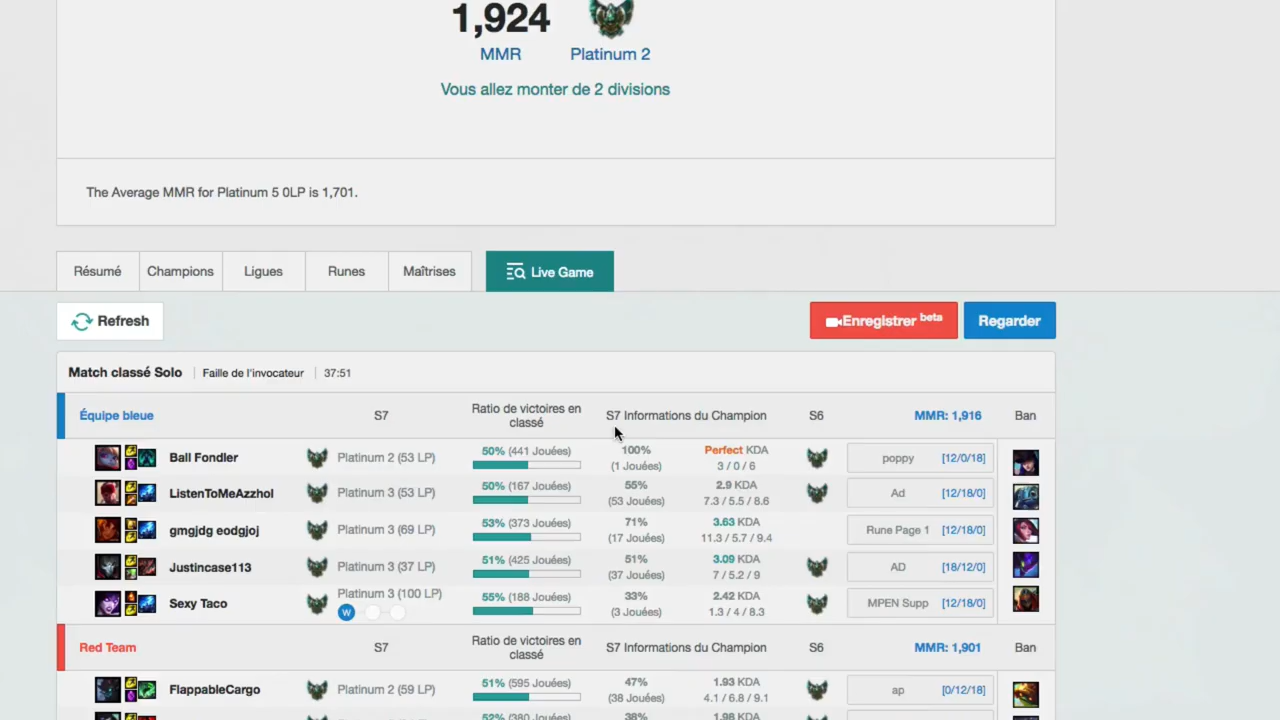 1,924
MMR Platinum 2
Vous allez monter de 2 divisions
The Average MMR for Platinum 5 0LP is 1,701.
Résumé Champions Ligues Runes Maîtrises Live Game
Refresh Enregistrer beta Regarder
Match classé Solo Faille de l'invocateur 37:51
Équipe bleue S7 Ratio de victoires en classé S7 Informations du Champion S6 MMR: 1,916 Ban
Ball Fondler Platinum 2 (53 LP) 50% (441 Jouées) 100% (1 Jouées) Perfect KDA 3 / 0 / 6 poppy [12/0/18]
ListenToMeAzzhol Platinum 3 (53 LP) 50% (167 Jouées) 55% (53 Jouées) 2.9 KDA 7.3 / 5.5 / 8.6 Ad [12/18/0]
gmgjdg eodgjoj Platinum 3 (69 LP) 53% (373 Jouées) 71% (17 Jouées) 3.63 KDA 11.3 / 5.7 / 9.4 Rune Page 1 [12/18/0]
Justincase113 Platinum 3 (37 LP) 51% (425 Jouées) 51% (37 Jouées) 3.09 KDA 7 / 5.2 / 9 AD [18/12/0]
Sexy Taco Platinum 3 (100 LP) W 55% (188 Jouées) 33% (3 Jouées) 2.42 KDA 1.3 / 4 / 8.3 MPEN Supp [12/18/0]
Red Team S7 Ratio de victoires en classé S7 Informations du Champion S6 MMR: 1,901 Ban
FlappableCargo Platinum 2 (59 LP) 51% (595 Jouées) 47% (38 Jouées) 1.93 KDA 4.1 / 6.8 / 9.1 ap [0/12/18]
52% (380 Jouées) 38% 1.98 KDA